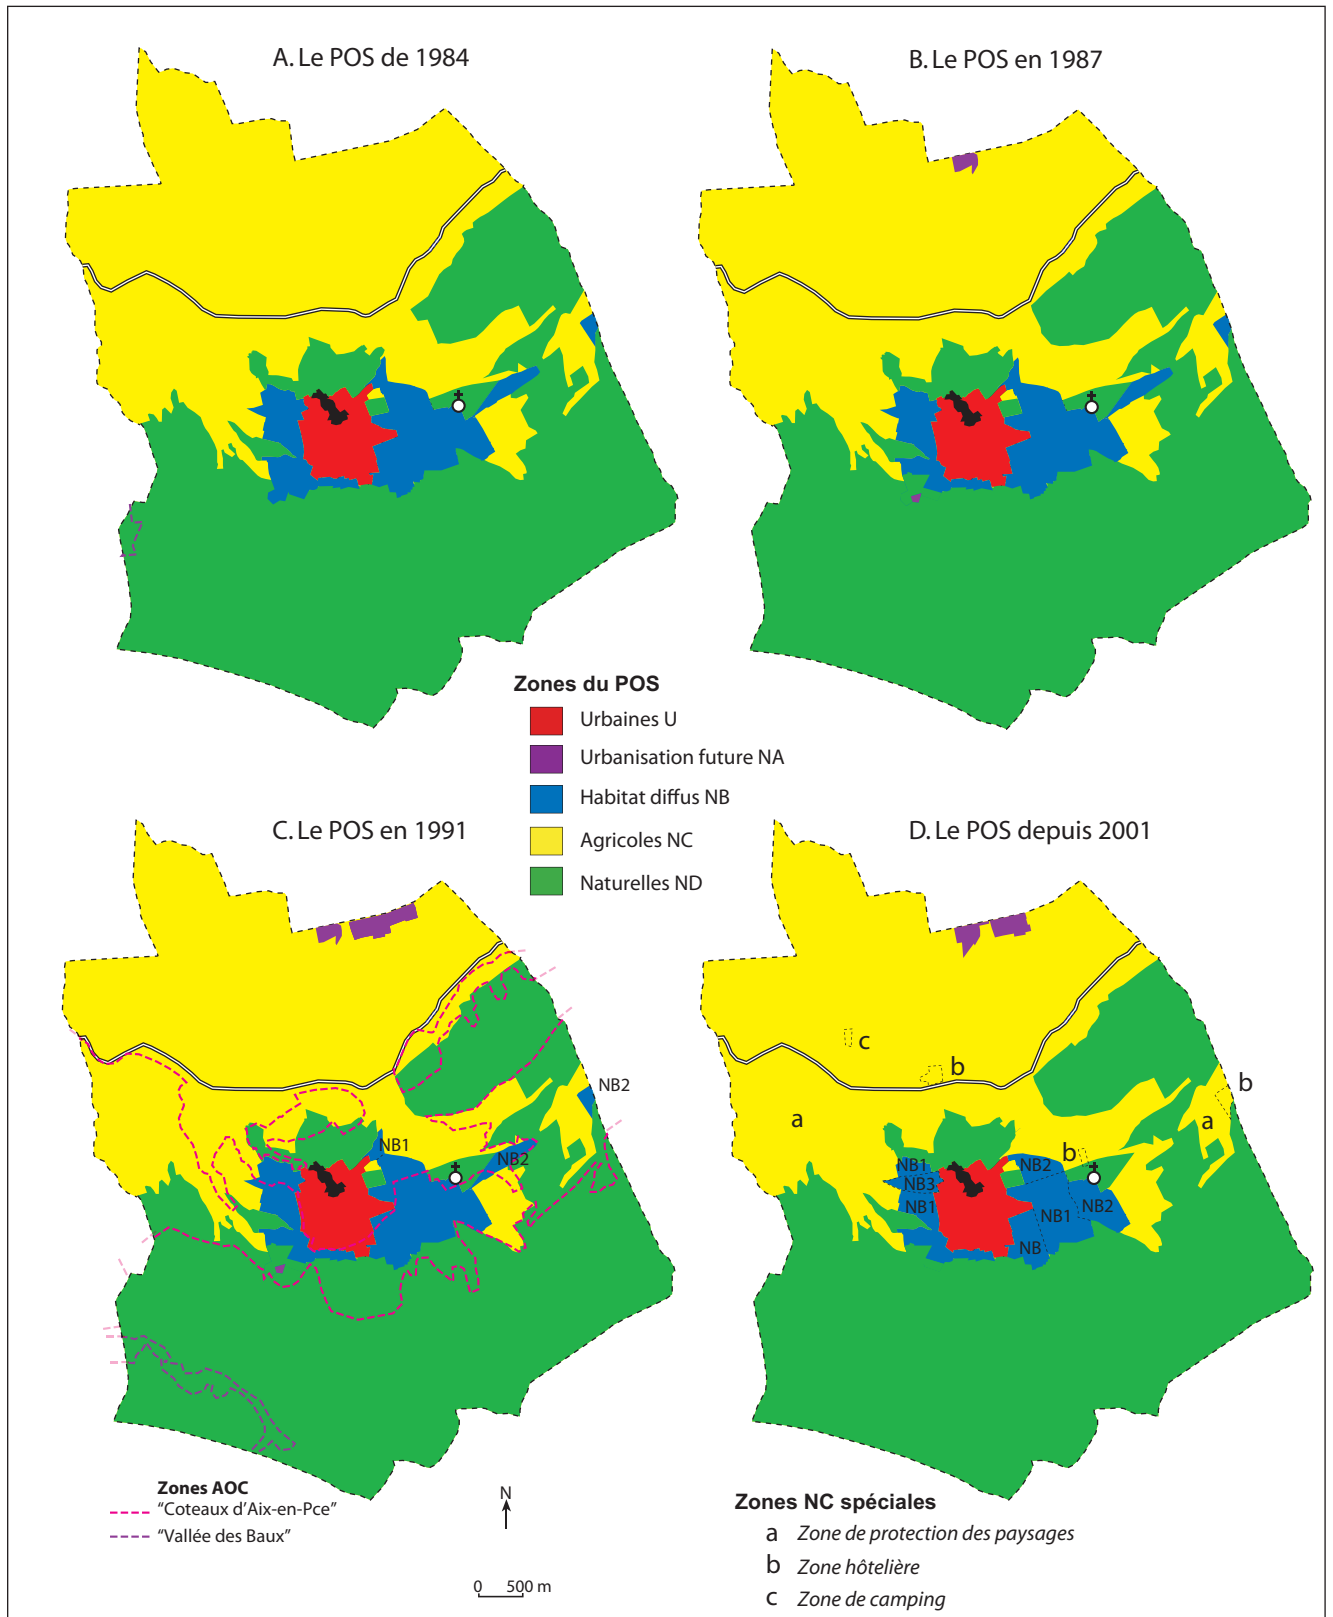 A. Le POS de 1984
B. Le POS en 1987
Zones du POS
Urbaines U
Urbanisation future NA
Habitat diffus NB
Agricoles NC
Naturelles ND
C. Le POS en 1991
D. Le POS depuis 2001
NB2
NB1
NB2
c
b
b
a
a
b
NB1
NB3
NB1
NB2
NB2
NB1
NB
Zones AOC
“Coteaux d’Aix-en-Pce”
“Vallée des Baux”
N
0 500 m
Zones NC spéciales
a Zone de protection des paysages
b Zone hôtelière
c Zone de camping